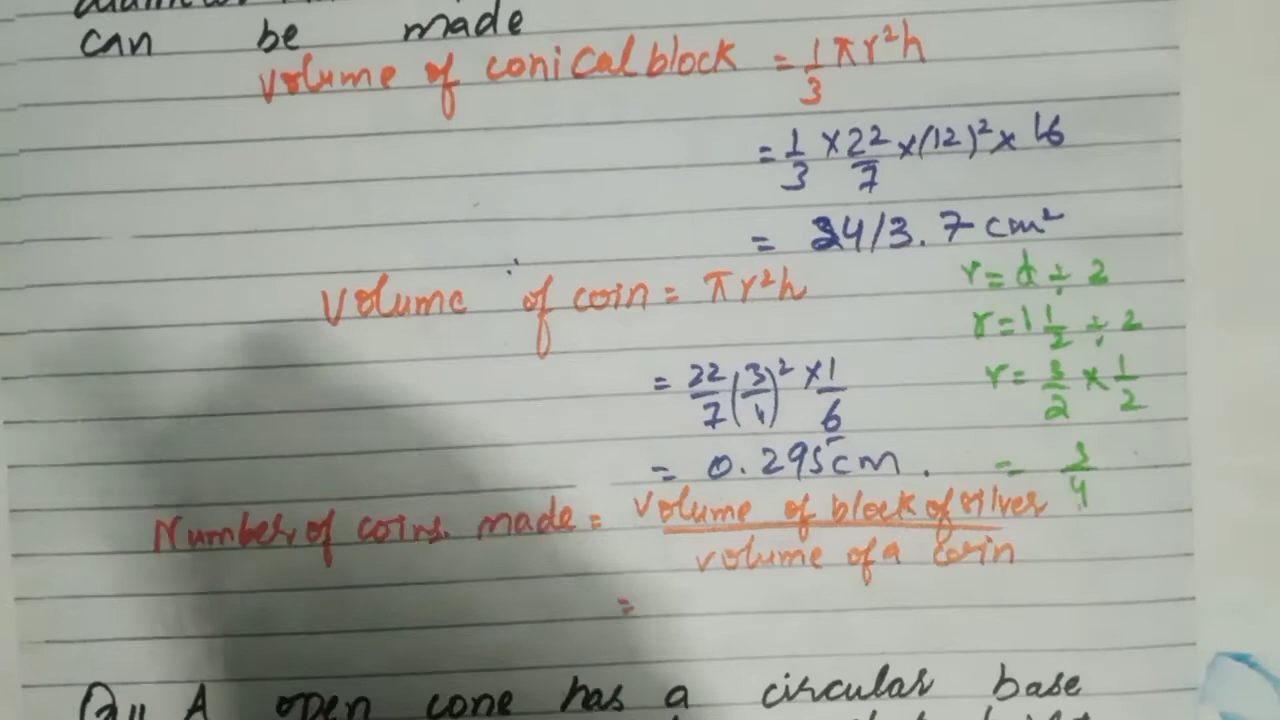 can be made
volume of conical block = 1/3 πr²h
= 1/3 × 22/7 × (12)² × 16
= 2413.7 cm²
Volume of coin = πr²h
r = d ÷ 2
r = 1 1/2 ÷ 2
= 22/7 (3/4)² × 1/6
r = 3/2 × 1/2
= 0.295cm.
= 3/4
Number of coins made = volume of block of silver / volume of a coin
=
Q11 A open cone has a circular base